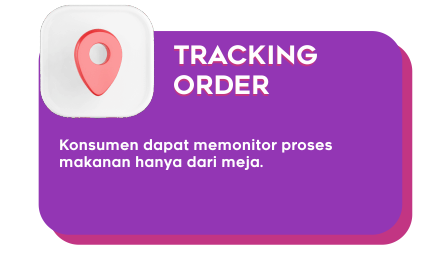 TRACKING
ORDER
Konsumen dapat memonitor proses
makanan hanya dari meja.